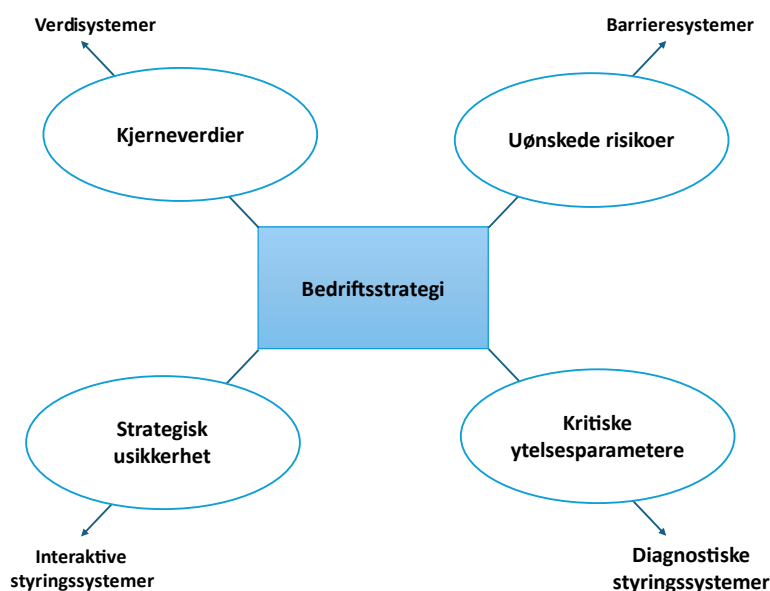 Verdisystemer
Barrieresystemer
Kjerneverdier
Uønskede risikoer
Bedriftsstrategi
Strategisk
usikkerhet
Kritiske
ytelsesparametere
Interaktive
styringssystemer
Diagnostiske
styringssystemer